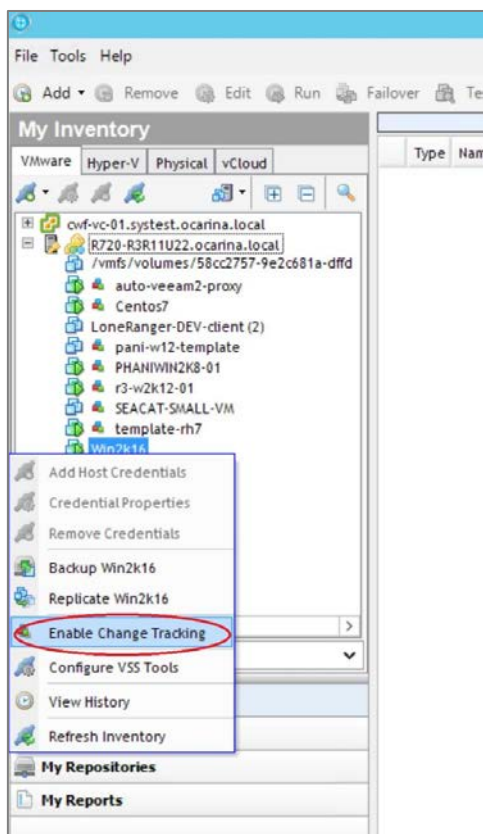 File Tools Help
Add Remove Edit Run Failover Te
My Inventory
VMware Hyper-V Physical vCloud
Type Nam
cwf-vc-01.systest.ocarina.local
R720-R3R11U22.ocarina.local
/vmfs/volumes/58cc2757-9e2c681a-dffd
auto-veeam2-proxy
Centos7
LoneRanger-DEV-client (2)
pani-w12-template
PHANIWIN2K8-01
r3-w2k12-01
SEACAT-SMALL-VM
template-rh7
Win2k16
Add Host Credentials
Credential Properties
Remove Credentials
Backup Win2k16
Replicate Win2k16
Enable Change Tracking
Configure VSS Tools
View History
Refresh Inventory
My Repositories
My Reports